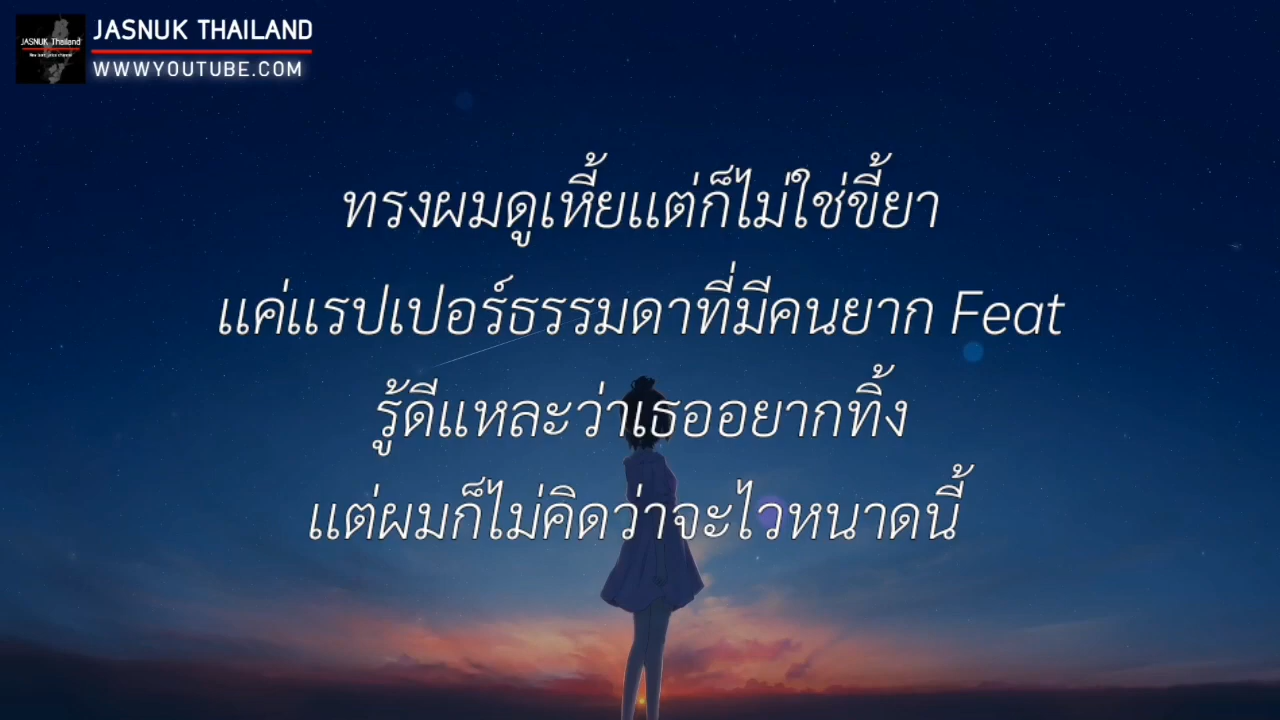 JASNUK THAILAND
WWWYOUTUBE.COM
JASNUK Thailand
ทรงผมดูเหี้ยแต่ก็ไม่ใช่ขี้ยา
แค่แรปเปอร์ธรรมดาที่มีคนยาก Feat
รู้ดีแหละว่าเธออยากทิ้ง
แต่ผมก็ไม่คิดว่าจะไวหนาดนี้